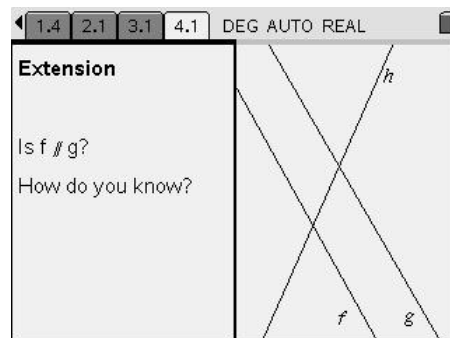 1.4 2.1 3.1 4.1 DEG AUTO REAL
Extension
Is f ∥ g?
How do you know?
h
f g